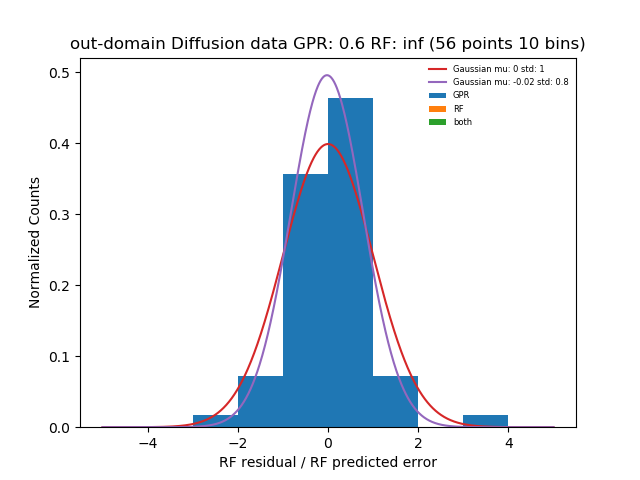 out-domain Diffusion data GPR: 0.6 RF: inf (56 points 10 bins)
Gaussian mu: 0 std: 1
Gaussian mu: -0.02 std: 0.8
GPR
RF
both
Normalized Counts
0.5
0.4
0.3
0.2
0.1
0.0
−4 −2 0 2 4
RF residual / RF predicted error